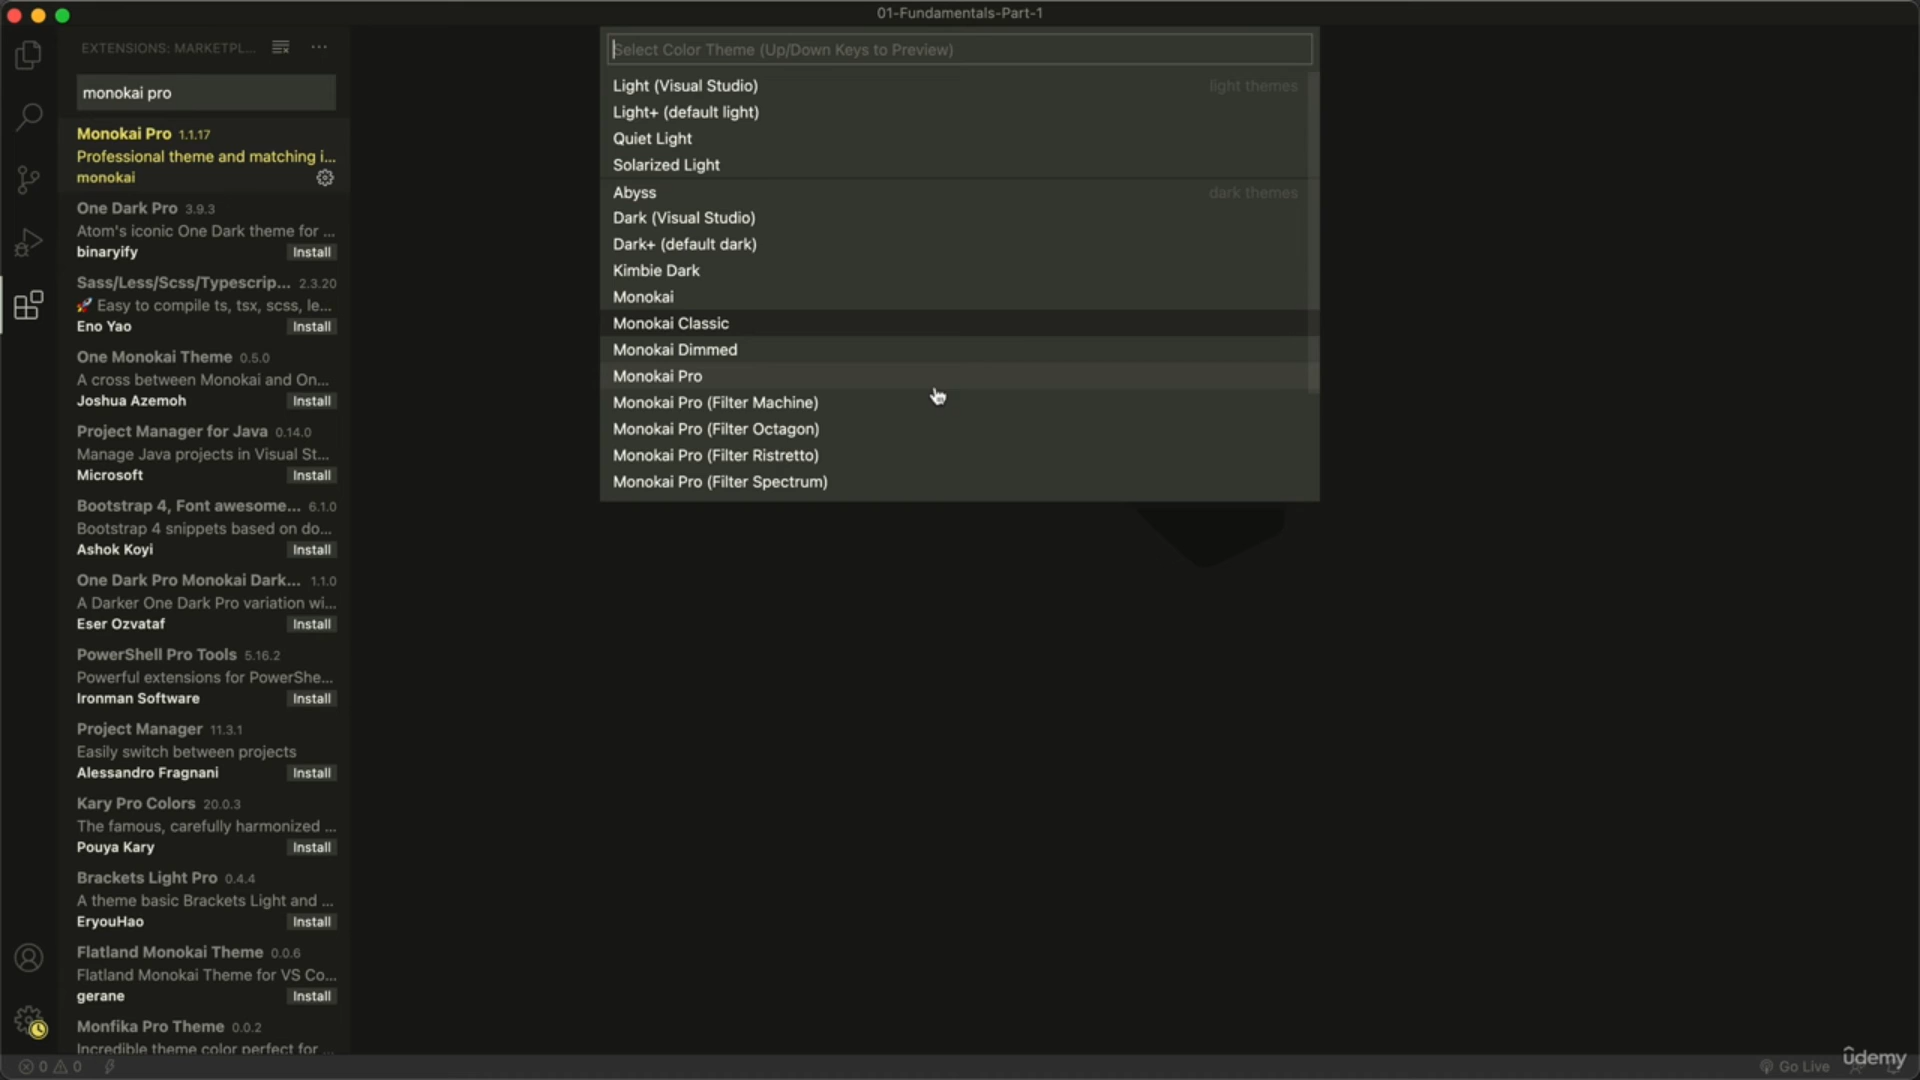 01-Fundamentals-Part-1
EXTENSIONS: MARKETPL...
monokai pro
Monokai Pro 1.1.17
Professional theme and matching i...
monokai
One Dark Pro 3.9.3
Atom's iconic One Dark theme for ...
binaryify Install
Sass/Less/Scss/Typescrip... 2.3.20
🚀 Easy to compile ts, tsx, scss, le...
Eno Yao Install
One Monokai Theme 0.5.0
A cross between Monokai and On...
Joshua Azemoh Install
Project Manager for Java 0.14.0
Manage Java projects in Visual St...
Microsoft Install
Bootstrap 4, Font awesome... 6.1.0
Bootstrap 4 snippets based on do...
Ashok Koyi Install
One Dark Pro Monokai Dark... 1.1.0
A Darker One Dark Pro variation wi...
Eser Ozvataf Install
PowerShell Pro Tools 5.16.2
Powerful extensions for PowerShe...
Ironman Software Install
Project Manager 11.3.1
Easily switch between projects
Alessandro Fragnani Install
Kary Pro Colors 20.0.3
The famous, carefully harmonized ...
Pouya Kary Install
Brackets Light Pro 0.4.4
A theme basic Brackets Light and ...
EryouHao Install
Flatland Monokai Theme 0.0.6
Flatland Monokai Theme for VS Co...
gerane Install
Monfika Pro Theme 0.0.2
Incredible theme color perfect for ...
Select Color Theme (Up/Down Keys to Preview)
Light (Visual Studio) light themes
Light+ (default light)
Quiet Light
Solarized Light
Abyss dark themes
Dark (Visual Studio)
Dark+ (default dark)
Kimbie Dark
Monokai
Monokai Classic
Monokai Dimmed
Monokai Pro
Monokai Pro (Filter Machine)
Monokai Pro (Filter Octagon)
Monokai Pro (Filter Ristretto)
Monokai Pro (Filter Spectrum)
0 0
Go Live
ûdemy